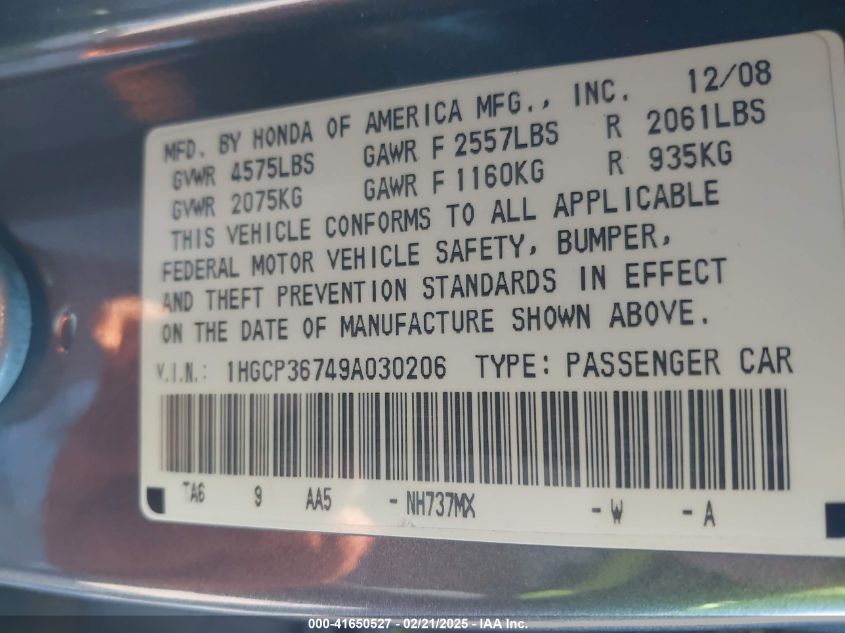 MFD. BY HONDA OF AMERICA MFG., INC. 12/08
GVWR 4575LBS GAWR F 2557LBS R 2061LBS
GVWR 2075KG GAWR F 1160KG R 935KG
THIS VEHICLE CONFORMS TO ALL APPLICABLE
FEDERAL MOTOR VEHICLE SAFETY, BUMPER,
AND THEFT PREVENTION STANDARDS IN EFFECT
ON THE DATE OF MANUFACTURE SHOWN ABOVE.
V.I.N.: 1HGCP36749A030206 TYPE: PASSENGER CAR
TA6 9 AA5 -NH737MX -W -A
000-41650527 - 02/21/2025 - IAA Inc.